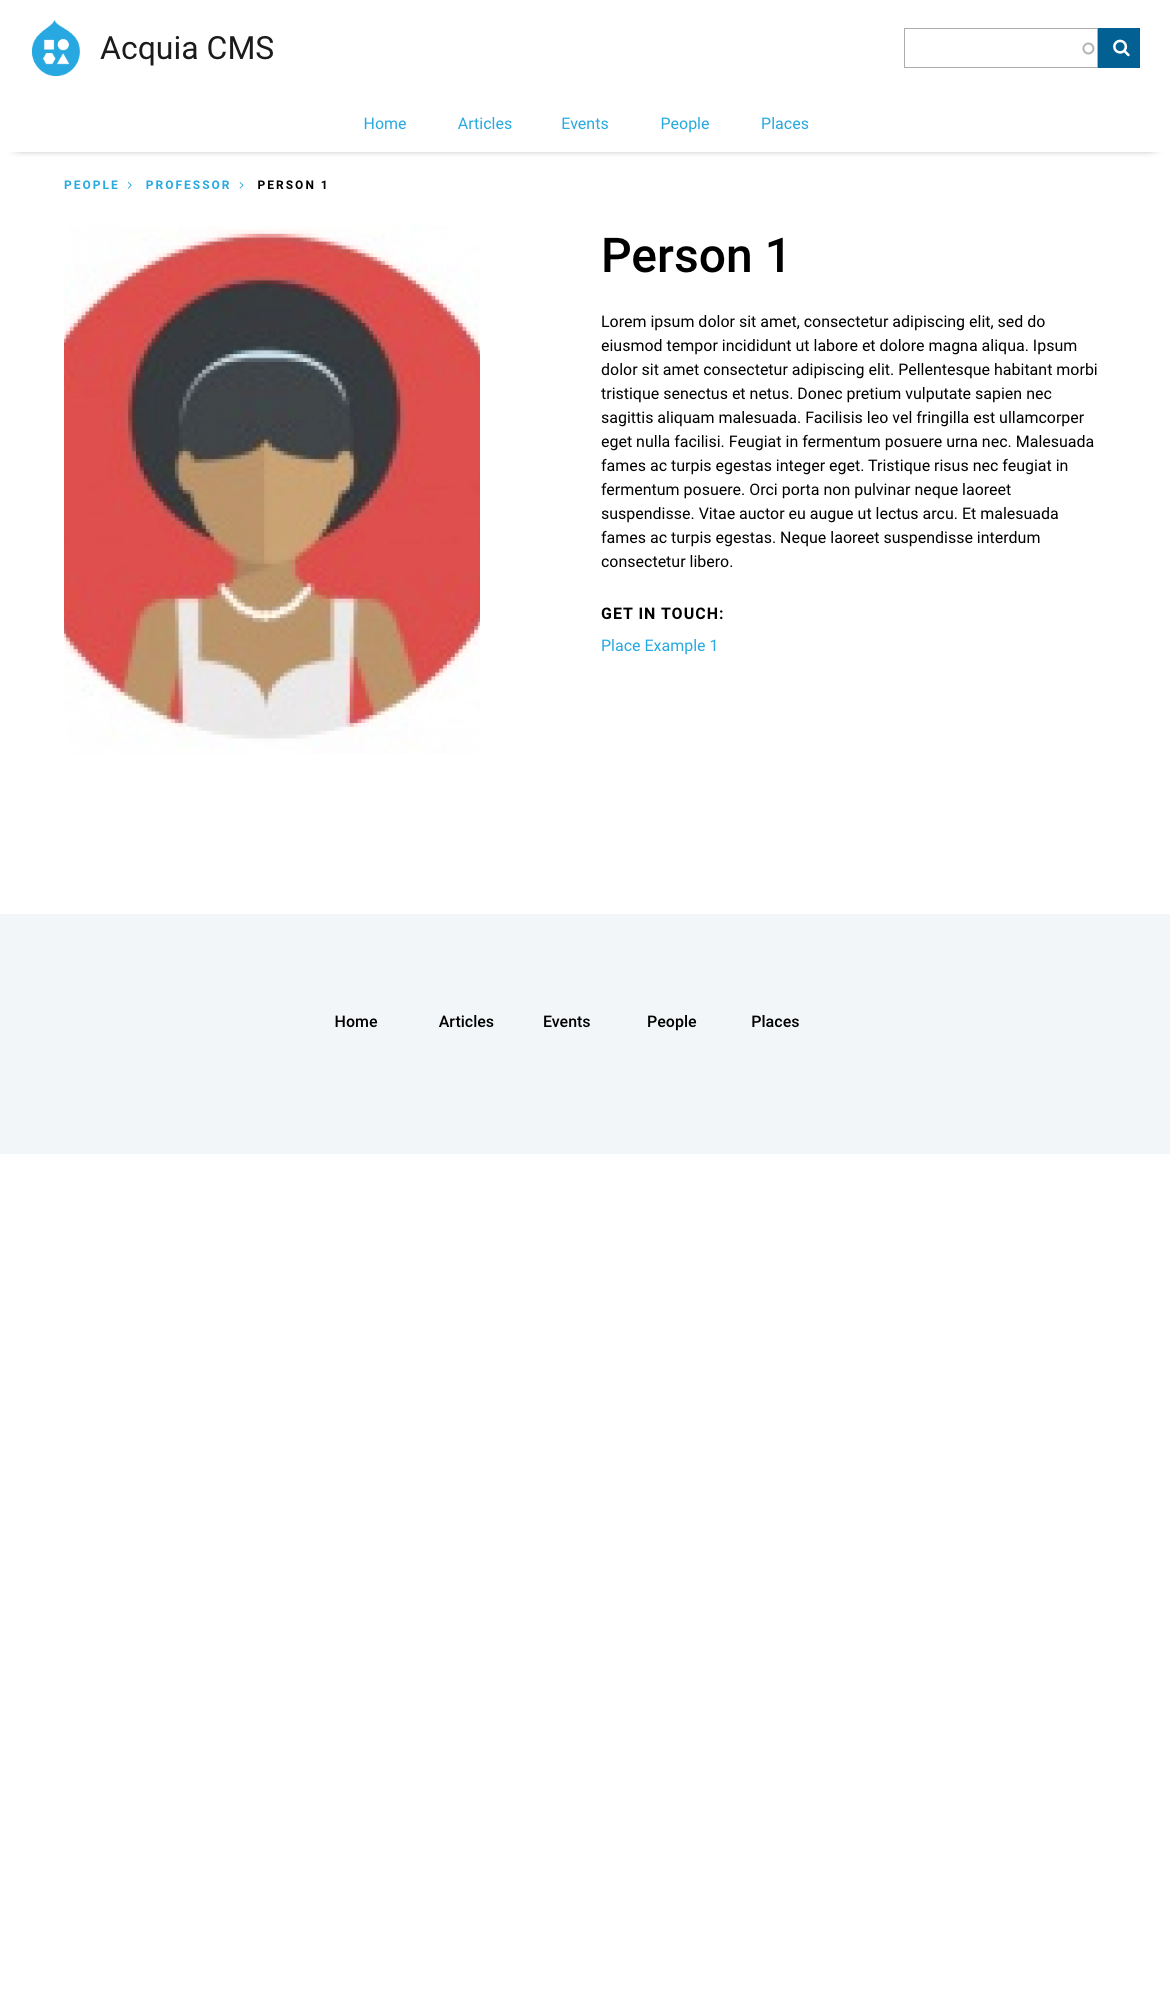 Acquia CMS
Home Articles Events People Places
PEOPLE > PROFESSOR > PERSON 1
Person 1
Lorem ipsum dolor sit amet, consectetur adipiscing elit, sed do
eiusmod tempor incididunt ut labore et dolore magna aliqua. Ipsum
dolor sit amet consectetur adipiscing elit. Pellentesque habitant morbi
tristique senectus et netus. Donec pretium vulputate sapien nec
sagittis aliquam malesuada. Facilisis leo vel fringilla est ullamcorper
eget nulla facilisi. Feugiat in fermentum posuere urna nec. Malesuada
fames ac turpis egestas integer eget. Tristique risus nec feugiat in
fermentum posuere. Orci porta non pulvinar neque laoreet
suspendisse. Vitae auctor eu augue ut lectus arcu. Et malesuada
fames ac turpis egestas. Neque laoreet suspendisse interdum
consectetur libero.
GET IN TOUCH:
Place Example 1
Home Articles Events People Places